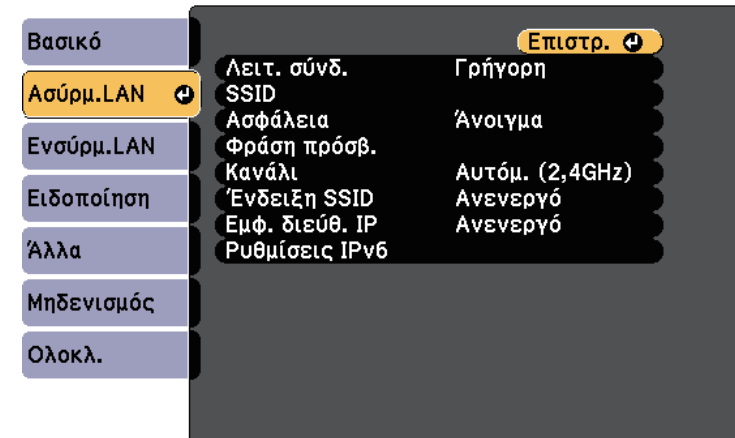 Βασικό
Ασύρμ.LAN
Ενσύρμ.LAN
Ειδοποίηση
Άλλα
Μηδενισμός
Ολοκλ.
Επιστρ.
Λειτ. σύνδ. Γρήγορη
SSID
Ασφάλεια Άνοιγμα
Φράση πρόσβ.
Κανάλι Αυτόμ. (2,4GHz)
Ένδειξη SSID Ανενεργό
Εμφ. διεύθ. IP Ανενεργό
Ρυθμίσεις IPv6